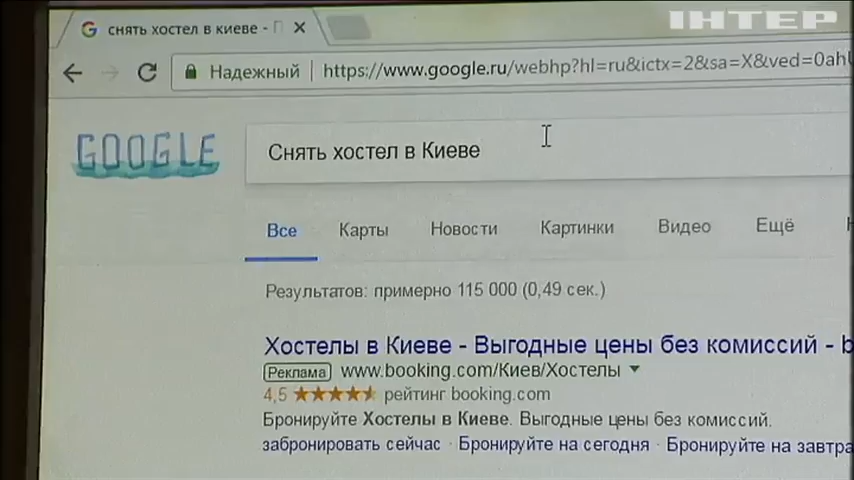 ІНТЕР
снять хостел в киеве - П
Надежный https://www.google.ru/webhp?hl=ru&ictx=2&sa=X&ved=0ahU
GOOGLE
Снять хостел в Киеве
Все Карты Новости Картинки Видео Ещё
Результатов: примерно 115 000 (0,49 сек.)
Хостелы в Киеве - Выгодные цены без комиссий - b
Реклама www.booking.com/Киев/Хостелы
4,5 ★★★★★ рейтинг booking.com
Бронируйте Хостелы в Киеве. Выгодные цены без комиссий.
забронировать сейчас · Бронируйте на сегодня · Бронируйте на завтра